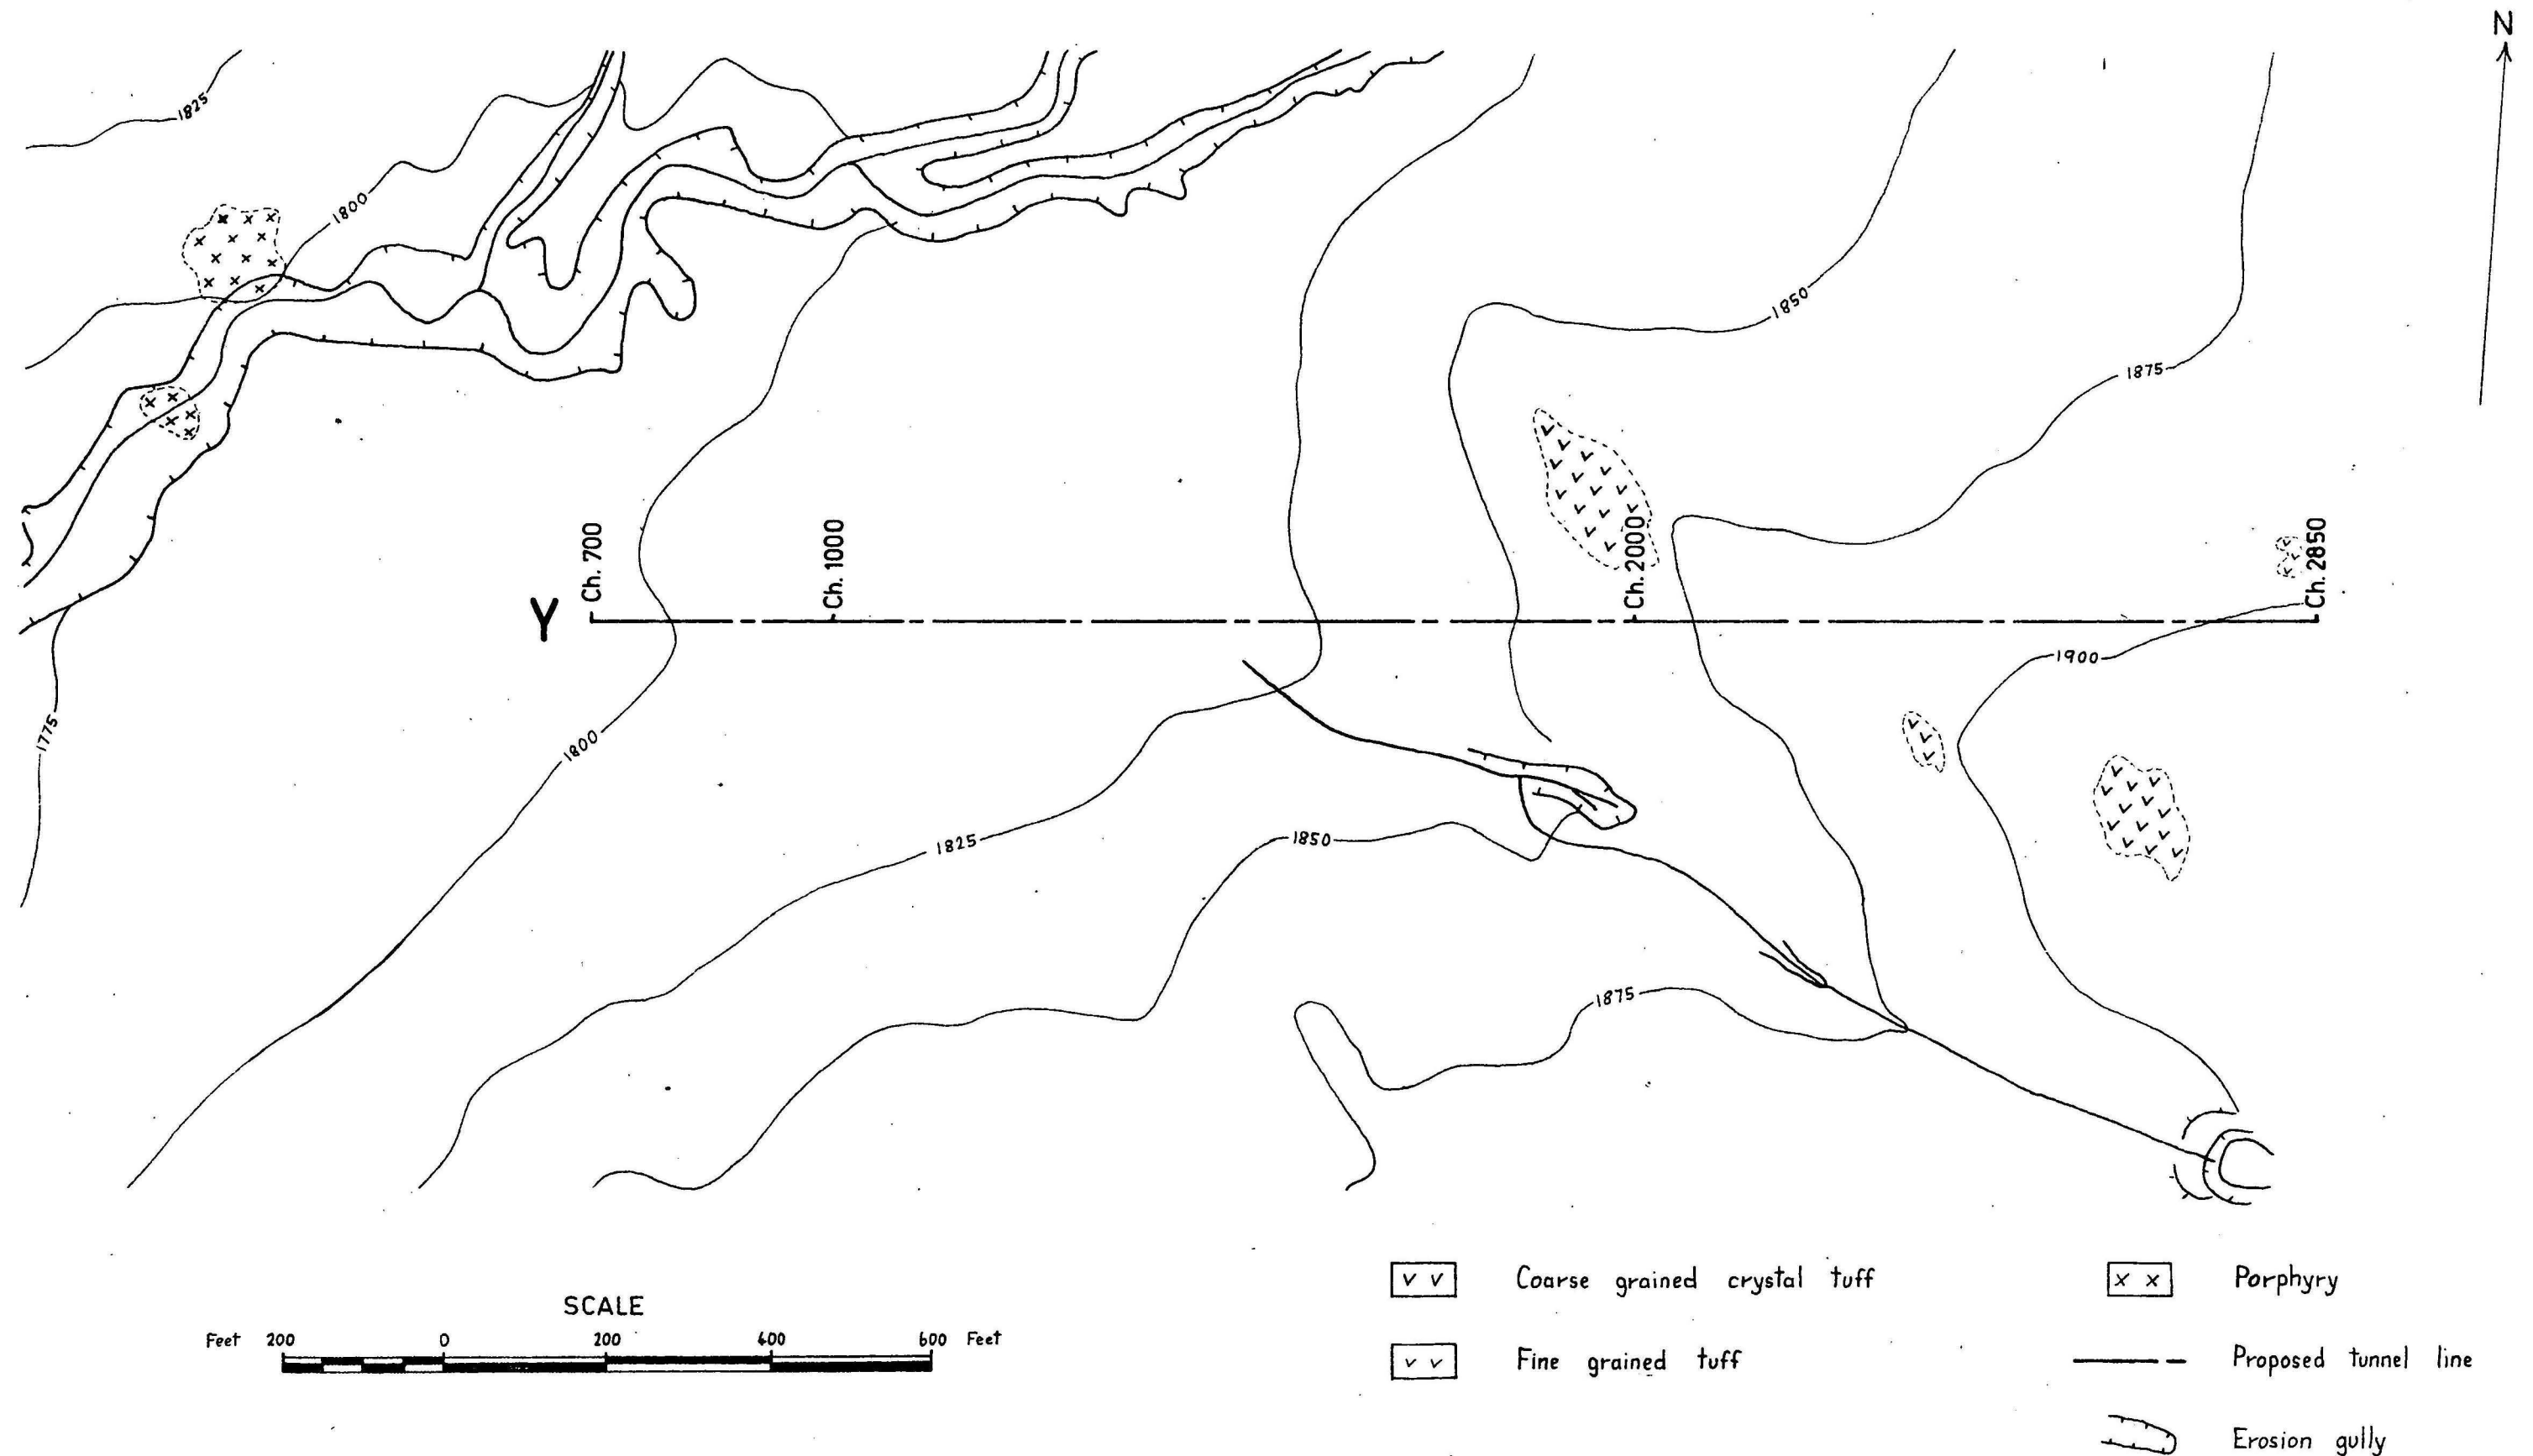 N
1825
1800
1850
1875
Ch. 700
Ch. 1000
Ch. 2000
Ch. 2850
Y
1900
1775
1800
1825
1850
1875
SCALE
Feet 200 0 200 400 600 Feet
v v Coarse grained crystal tuff
x x Porphyry
v v Fine grained tuff
Proposed tunnel line
Erosion gully